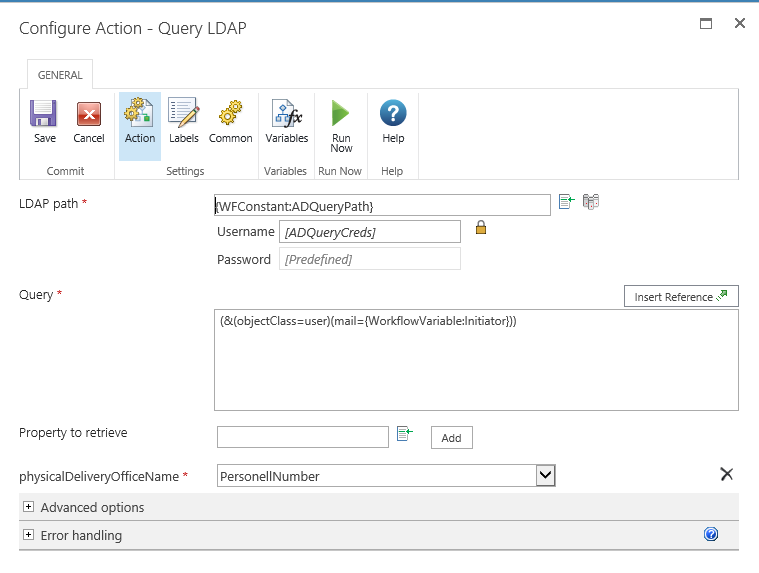 Configure Action - Query LDAP
GENERAL
Save Cancel Action Labels Common Variables Run Now Help
Commit Settings Variables Run Now Help
LDAP path * {WFConstant:ADQueryPath}
Username [ADQueryCreds]
Password [Predefined]
Query * Insert Reference
(&(objectClass=user)(mail={WorkflowVariable:Initiator}))
Property to retrieve Add
physicalDeliveryOfficeName * PersonellNumber
Advanced options
Error handling